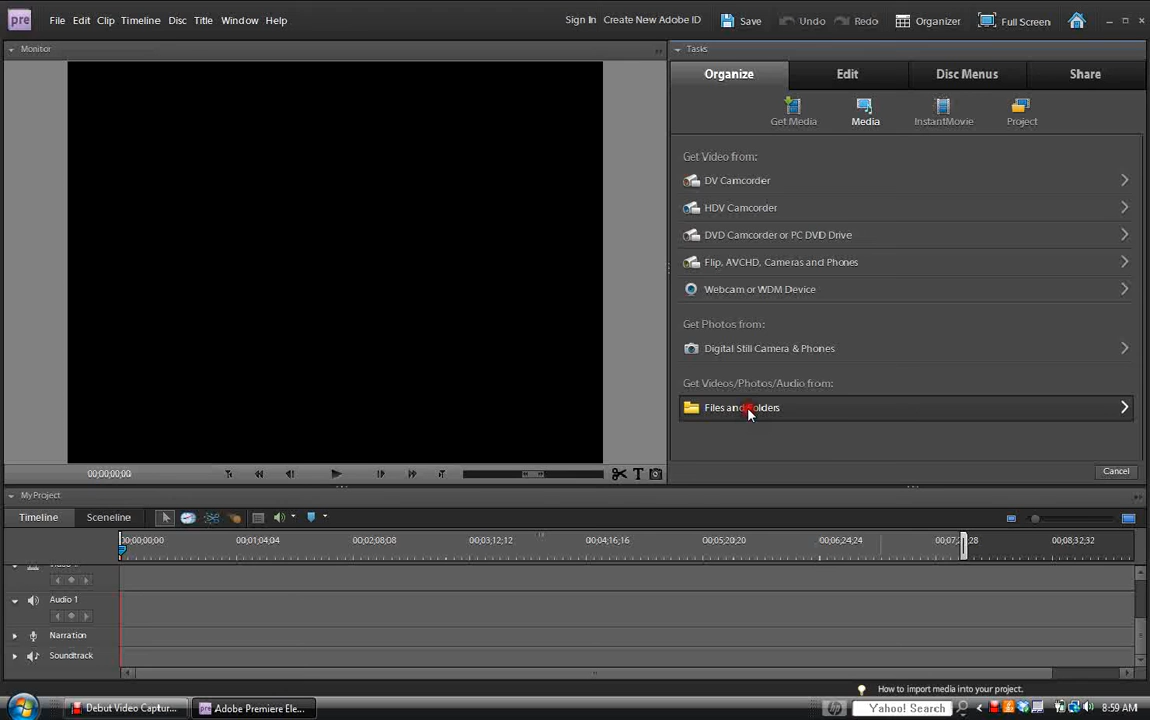 pre File Edit Clip Timeline Disc Title Window Help Sign In Create New Adobe ID Save Undo Redo Organizer Full Screen
Monitor
Tasks
Organize Edit Disc Menus Share
Get Media Media InstantMovie Project
Get Video from:
DV Camcorder
HDV Camcorder
DVD Camcorder or PC DVD Drive
Flip, AVCHD, Cameras and Phones
Webcam or WDM Device
Get Photos from:
Digital Still Camera & Phones
Get Videos/Photos/Audio from:
Files and Folders
00;00;00;00
Cancel
My Project
Timeline Sceneline
00;00;00;00 00;01;04;04 00;02;08;08 00;03;12;12 00;04;16;16 00;05;20;20 00;06;24;24 00;08;32;32
Audio 1
Narration
Soundtrack
How to import media into your project.
Debut Video Captur... Adobe Premiere Ele... hp Yahoo! Search 8:59 AM